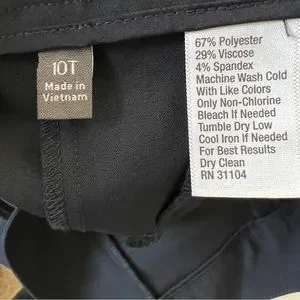 10T
Made in
Vietnam
67% Polyester
29% Viscose
4% Spandex
Machine Wash Cold
With Like Colors
Only Non-Chlorine
Bleach If Needed
Tumble Dry Low
Cool Iron If Needed
For Best Results
Dry Clean
RN 31104